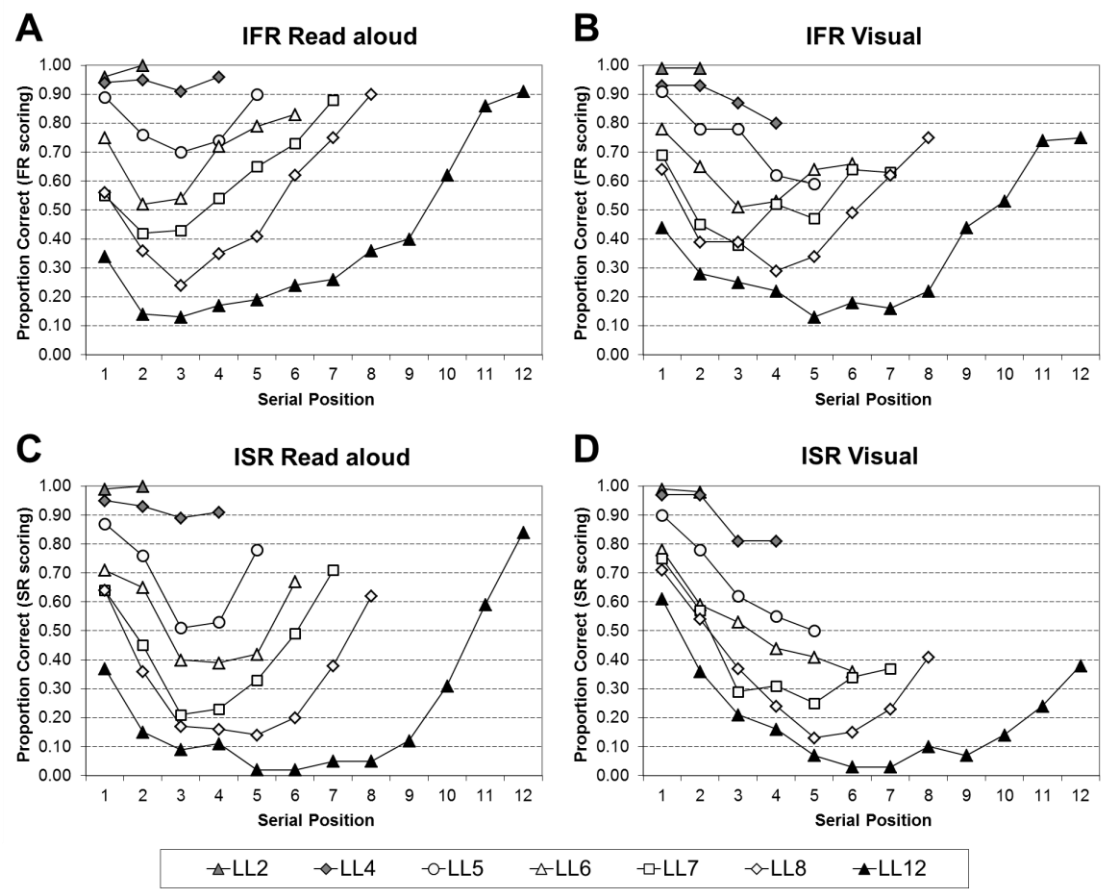 A
IFR Read aloud
Proportion Correct (FR scoring)
1.00
0.90
0.80
0.70
0.60
0.50
0.40
0.30
0.20
0.10
0.00
1 2 3 4 5 6 7 8 9 10 11 12
Serial Position
B
IFR Visual
Proportion Correct (FR scoring)
1.00
0.90
0.80
0.70
0.60
0.50
0.40
0.30
0.20
0.10
0.00
1 2 3 4 5 6 7 8 9 10 11 12
Serial Position
C
ISR Read aloud
Proportion Correct (SR scoring)
1.00
0.90
0.80
0.70
0.60
0.50
0.40
0.30
0.20
0.10
0.00
1 2 3 4 5 6 7 8 9 10 11 12
Serial Position
D
ISR Visual
Proportion Correct (SR scoring)
1.00
0.90
0.80
0.70
0.60
0.50
0.40
0.30
0.20
0.10
0.00
1 2 3 4 5 6 7 8 9 10 11 12
Serial Position
LL2 LL4 LL5 LL6 LL7 LL8 LL12